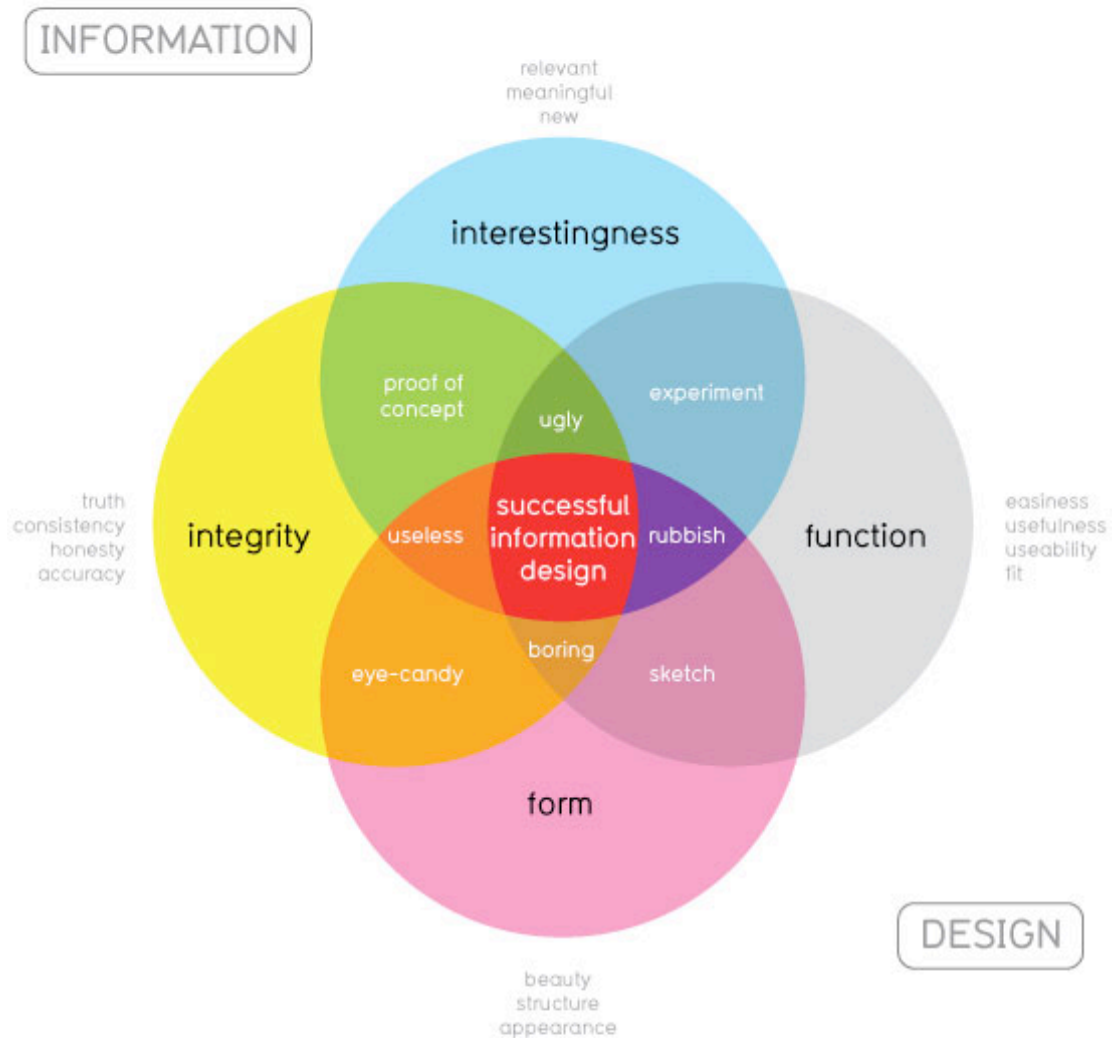 INFORMATION
relevant
meaningful
new
interestingness
proof of
concept
experiment
ugly
truth
consistency
honesty
accuracy
integrity
useless
successful
information
design
rubbish
function
easiness
usefulness
useability
fit
boring
eye-candy
sketch
form
DESIGN
beauty
structure
appearance